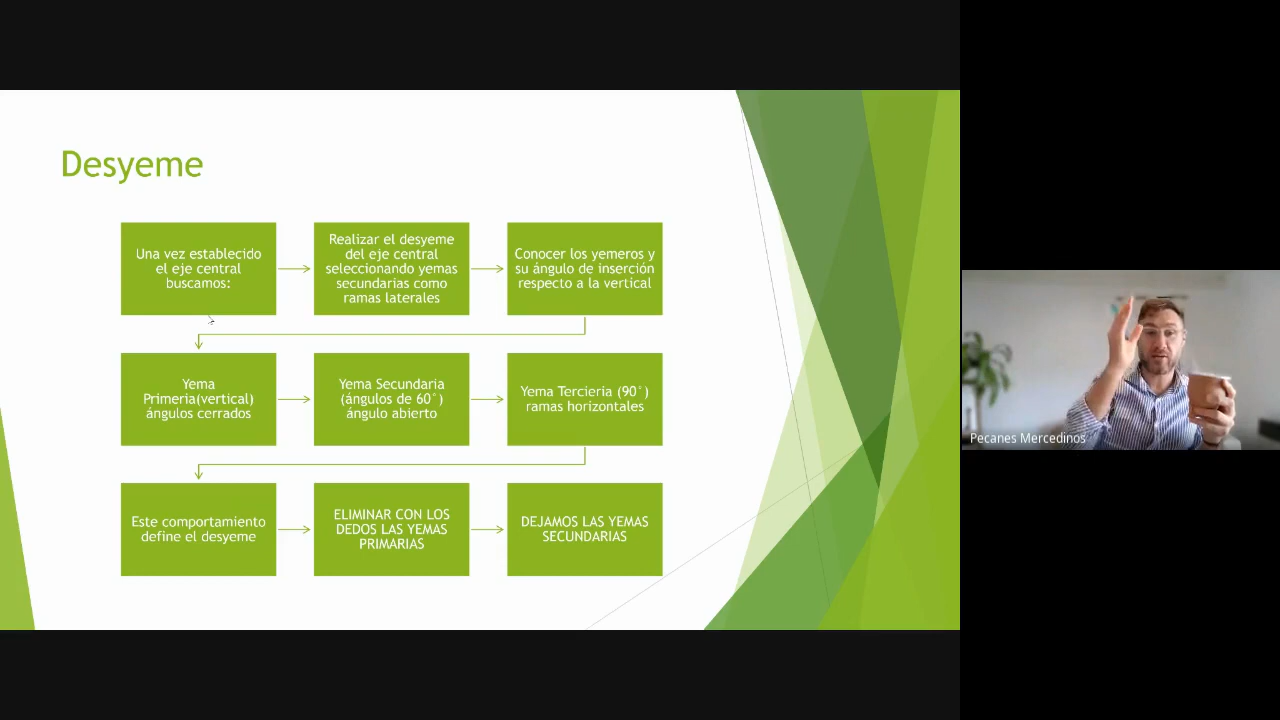 Desyeme
Una vez establecido
el eje central
buscamos:
Realizar el desyeme
del eje central
seleccionando yemas
secundarias como
ramas laterales
Conocer los yemeros y
su ángulo de inserción
respecto a la vertical
Yema
Primeria(vertical)
ángulos cerrados
Yema Secundaria
(ángulos de 60°)
ángulo abierto
Yema Tercieria (90°)
ramas horizontales
Este comportamiento
define el desyeme
ELIMINAR CON LOS
DEDOS LAS YEMAS
PRIMARIAS
DEJAMOS LAS YEMAS
SECUNDARIAS
Pecanes Mercedinos